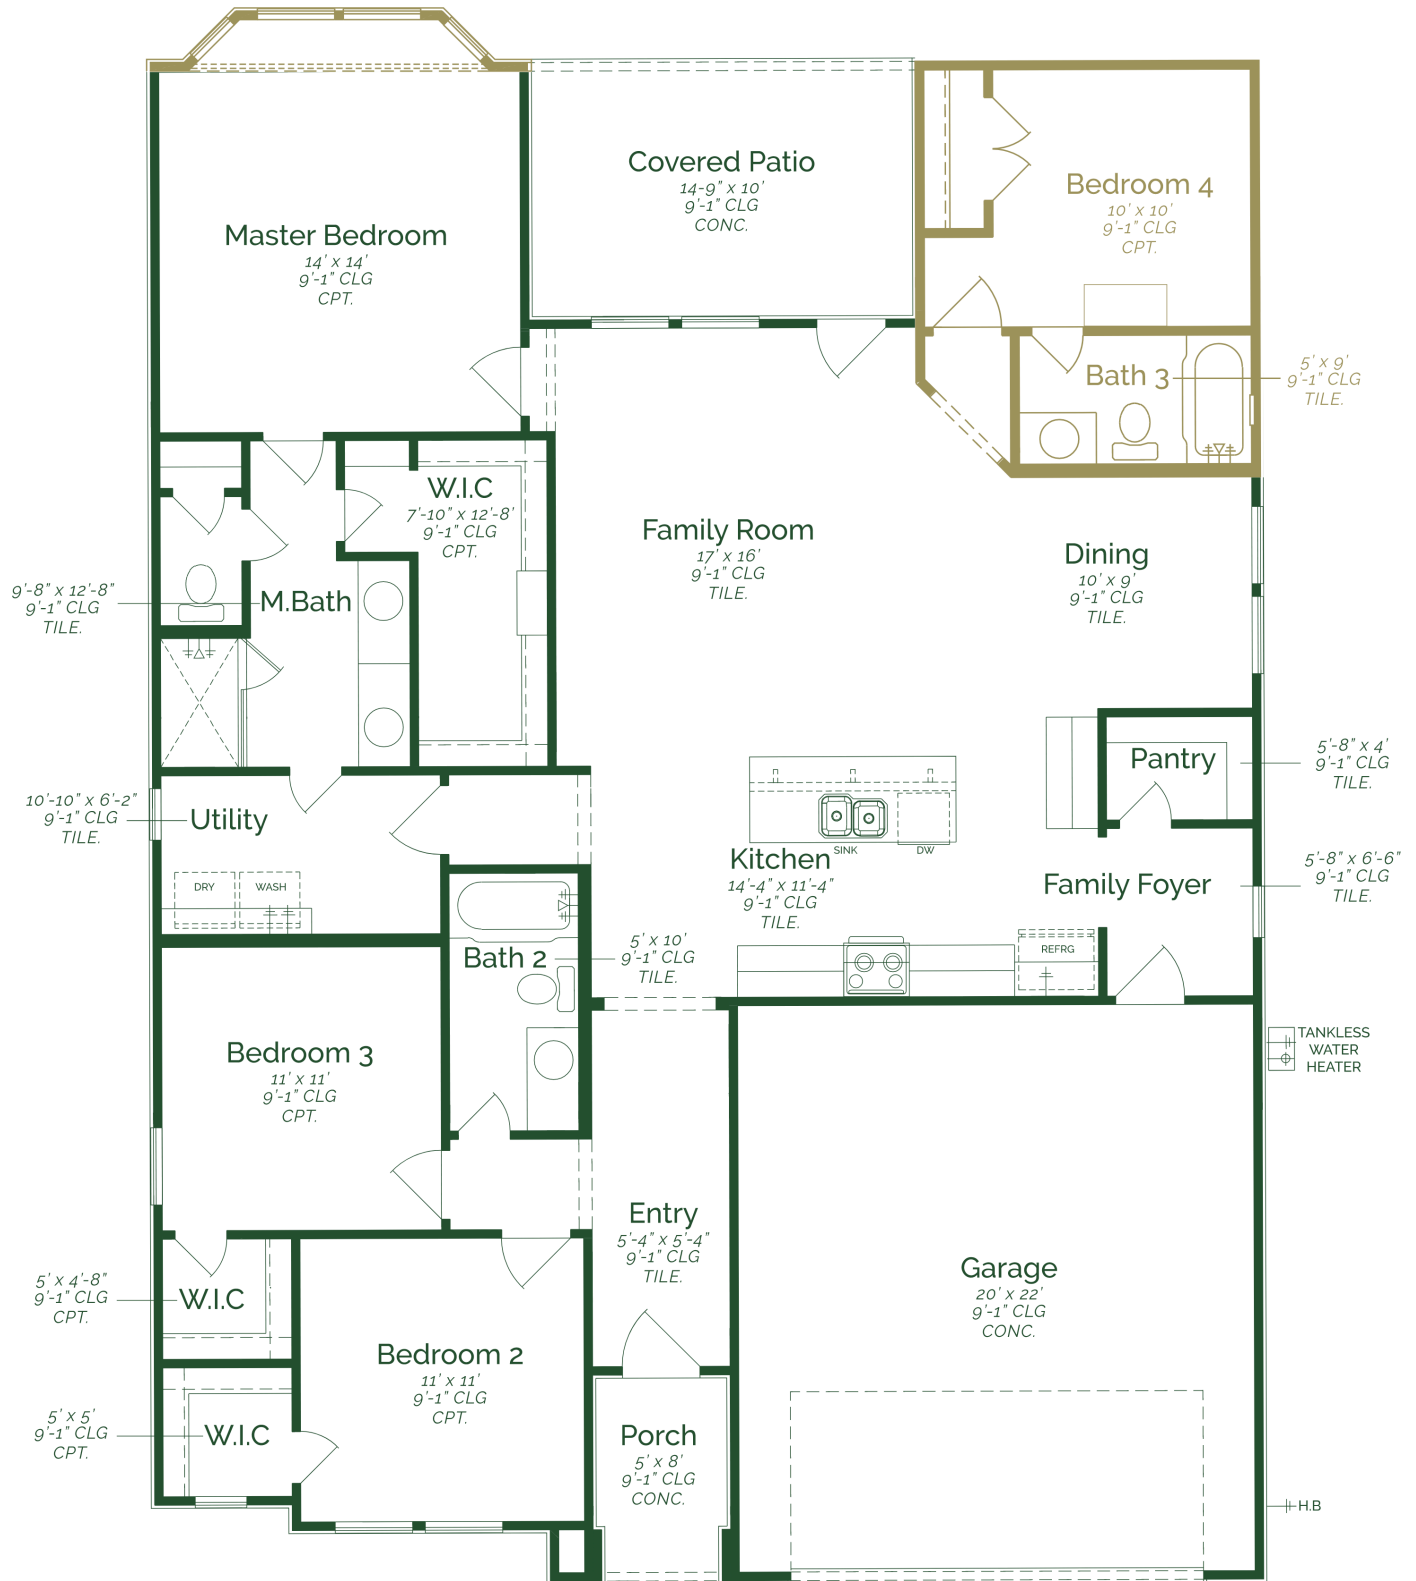 Covered Patio
14-9" x 10'
9'-1" CLG
CONC.
Bedroom 4
10' x 10'
9'-1" CLG
CPT.
Master Bedroom
14' x 14'
9'-1" CLG
CPT.
Bath 3
5' x 9'
9'-1" CLG
TILE.
W.I.C
7'-10" x 12'-8'
9'-1" CLG
CPT.
Family Room
17' x 16'
9'-1" CLG
TILE.
Dining
10' x 9'
9'-1" CLG
TILE.
9'-8" x 12'-8"
9'-1" CLG
TILE.
M.Bath
Pantry
5'-8" x 4'
9'-1" CLG
TILE.
10'-10" x 6'-2"
9'-1" CLG
TILE.
Utility
SINK
DW
Kitchen
14'-4" x 11'-4"
9'-1" CLG
TILE.
Family Foyer
5'-8" x 6'-6"
9'-1" CLG
TILE.
DRY
WASH
Bath 2
5' x 10'
9'-1" CLG
TILE.
REFRG
TANKLESS
WATER
HEATER
Bedroom 3
11' x 11'
9'-1" CLG
CPT.
Entry
5'-4" x 5'-4"
9'-1" CLG
TILE.
Garage
20' x 22'
9'-1" CLG
CONC.
5' x 4'-8"
9'-1" CLG
CPT.
W.I.C
Bedroom 2
11' x 11'
9'-1" CLG
CPT.
5' x 5'
9'-1" CLG
CPT.
W.I.C
Porch
5' x 8'
9'-1" CLG
CONC.
H.B